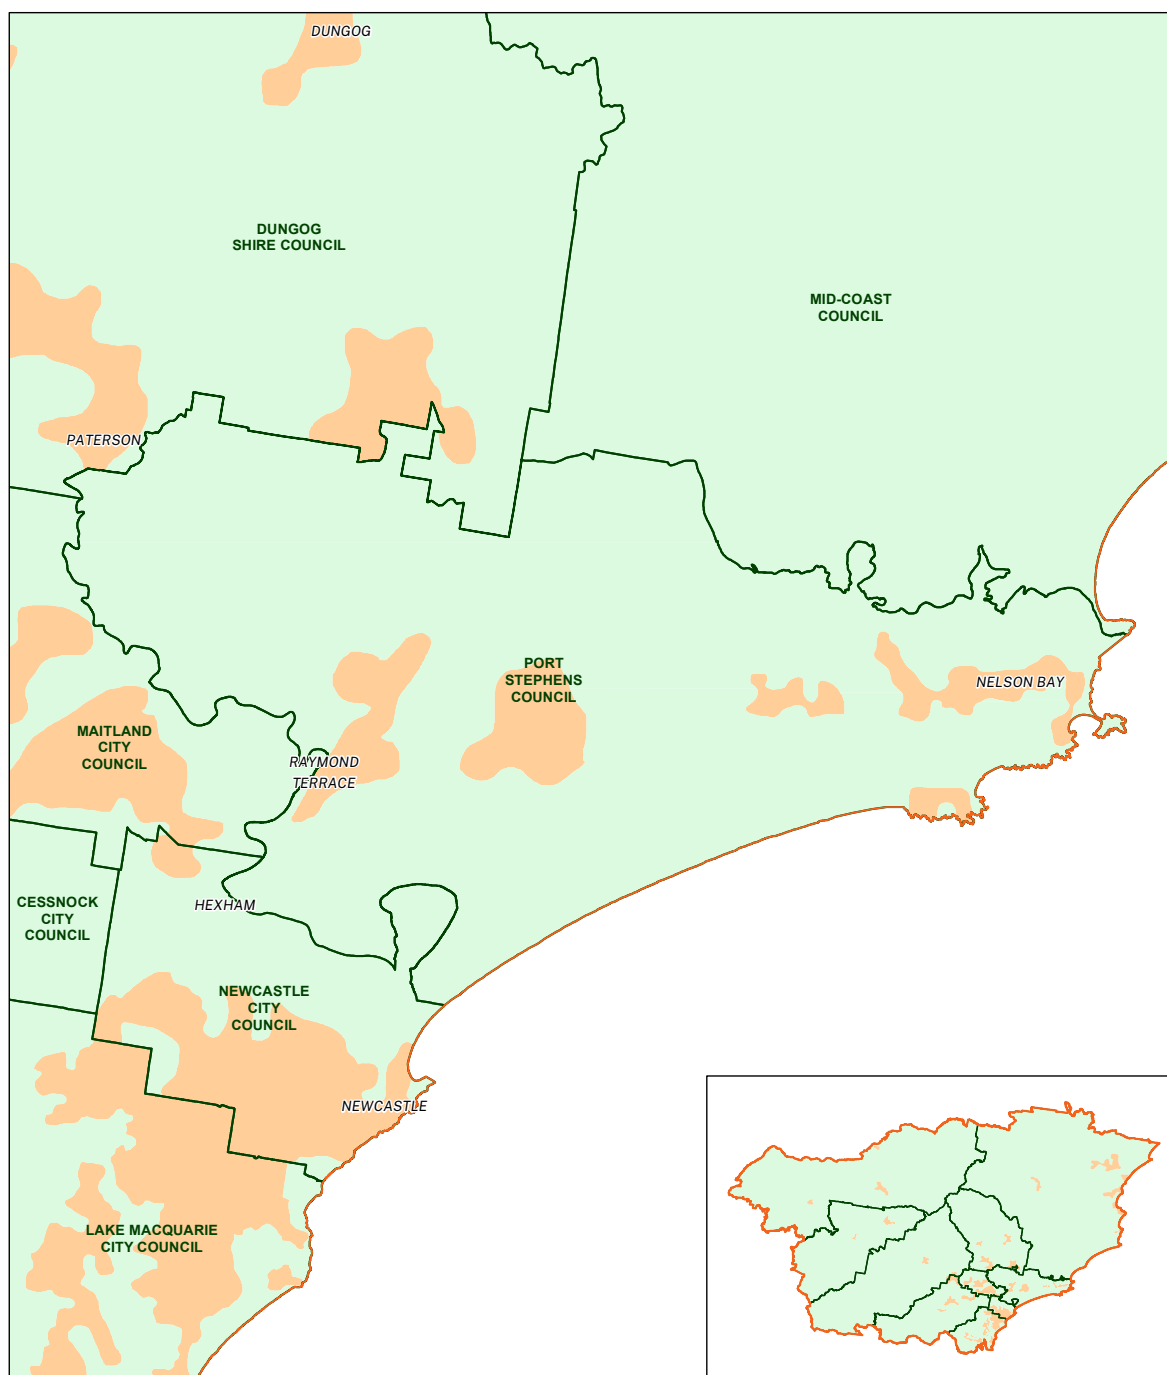 DUNGOG
DUNGOG
SHIRE COUNCIL
MID-COAST
COUNCIL
PATERSON
PORT
STEPHENS
COUNCIL
NELSON BAY
MAITLAND
CITY
COUNCIL
RAYMOND
TERRACE
CESSNOCK
CITY
COUNCIL
HEXHAM
NEWCASTLE
CITY
COUNCIL
NEWCASTLE
LAKE MACQUARIE
CITY COUNCIL